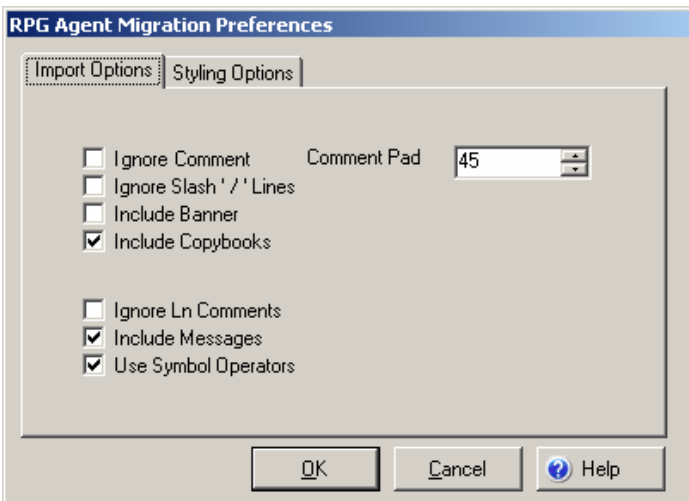 RPG Agent Migration Preferences
Import Options Styling Options
Ignore Comment Comment Pad 45
Ignore Slash ' / ' Lines
Include Banner
Include Copybooks
Ignore Ln Comments
Include Messages
Use Symbol Operators
OK Cancel Help